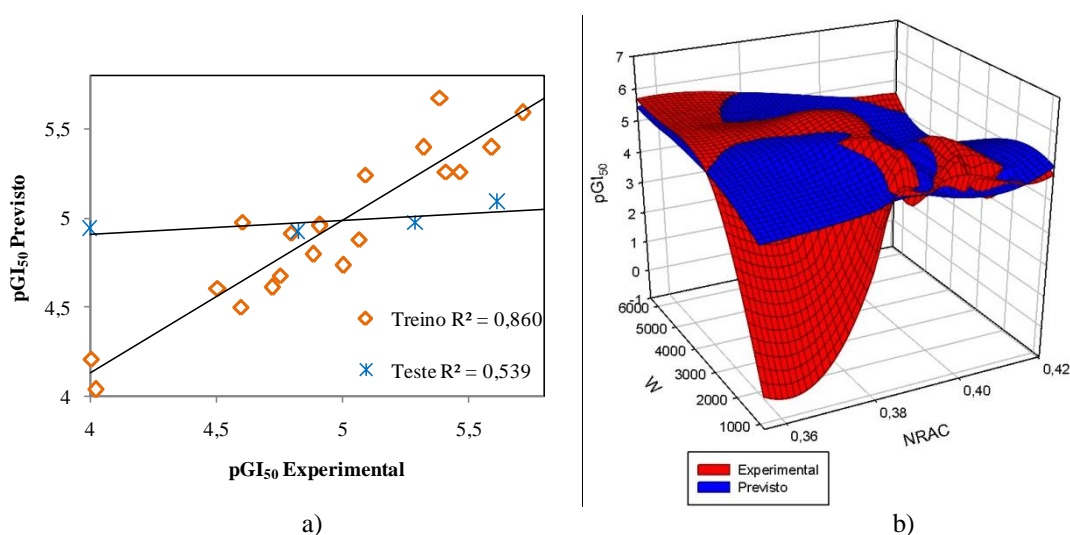 pGI₅₀ Previsto
5,5
5
4,5
4
4
4,5
5
5,5
Treino R² = 0,860
Teste R² = 0,539
pGI₅₀ Experimental
a)
pGI₅₀
7
6
5
4
3
2
1
0
-1
6000
5000
4000
3000
2000
1000
W
0,36
0,38
0,40
0,42
NRAC
Experimental
Previsto
b)